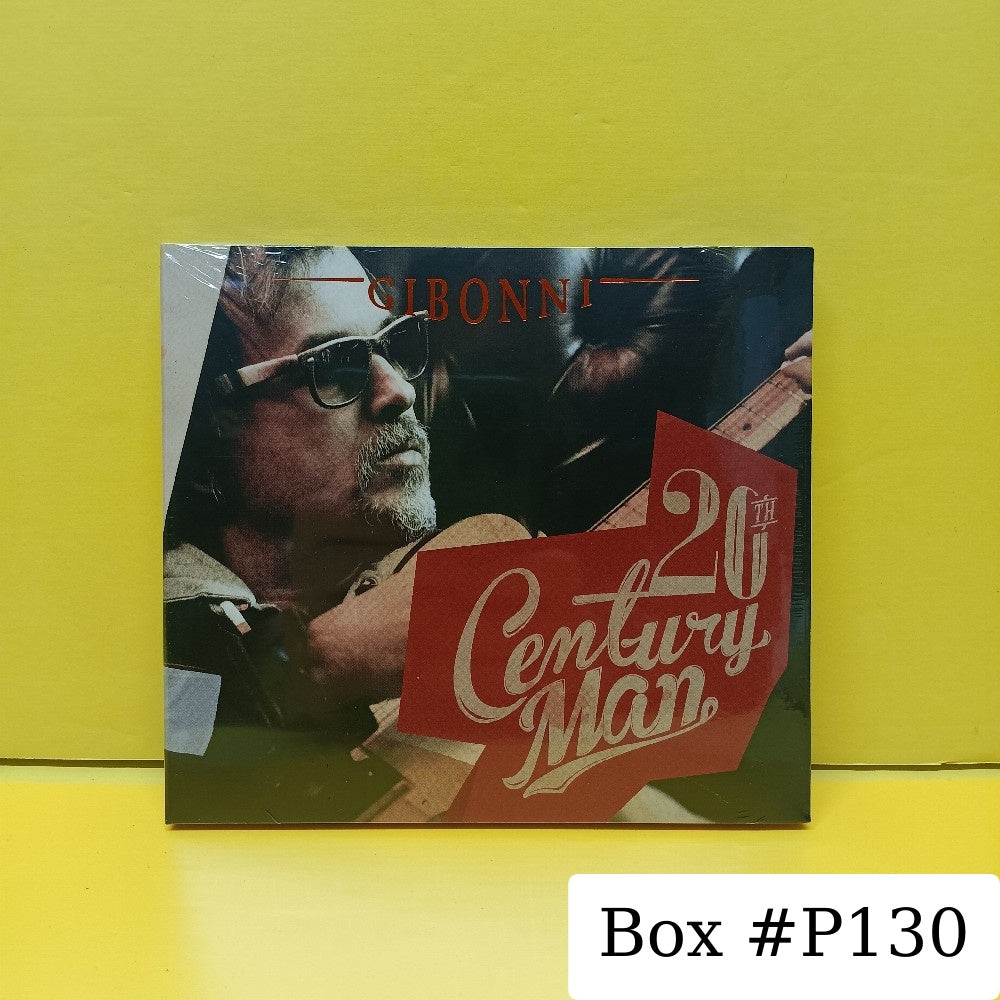 GIBONNI
20TH
Century
Man
Box #P130